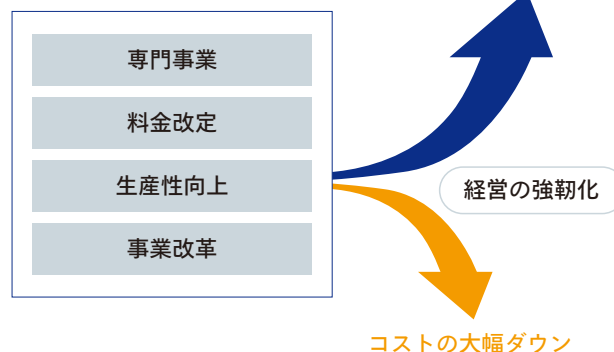 専門事業
料金改定
生産性向上
事業改革
経営の強靭化
コストの大幅ダウン